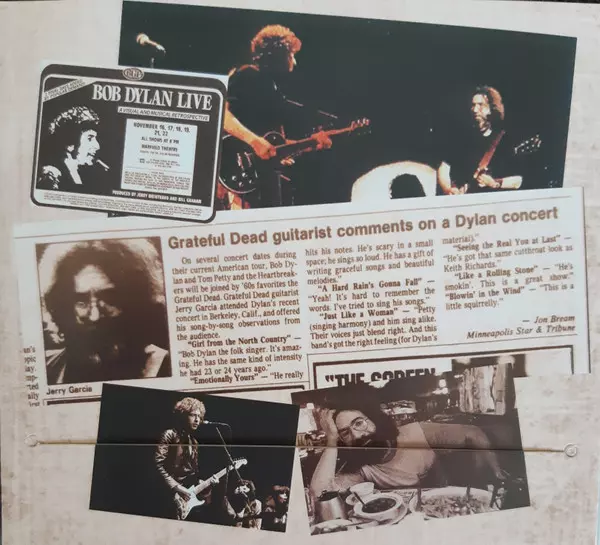 BOB DYLAN LIVE
A VISUAL AND MUSICAL RETROSPECTIVE
NOVEMBER 16, 17, 18, 19,
21, 22
ALL SHOWS AT 8 PM
WARFIELD THEATRE
PRODUCED BY JERRY WEINTRAUB AND BILL GRAHAM
Grateful Dead guitarist comments on a Dylan concert
On several concert dates during
their current American tour, Bob Dy-
lan and Tom Petty and the Heartbreak-
ers will be joined by '60s favorites the
Grateful Dead. Grateful Dead guitarist
Jerry Garcia attended Dylan's recent
concert in Berkeley, Calif., and offered
his song-by-song observations from
the audience.
"Girl from the North Country" —
"Bob Dylan the folk singer. It's amaz-
ing. He has the same kind of intensity
he had 23 or 24 years ago."
"Emotionally Yours" — "He really
hits his notes. He's scary in a small
space; he sings so loud. He has a gift of
writing graceful songs and beautiful
melodies."
"A Hard Rain's Gonna Fall" —
"Yeah! It's hard to remember the
words. I've tried to sing his songs."
"Just Like a Woman" — "Petty
(singing harmony) and him sing alike.
Their voices just blend right. And this
band's got the right feeling (for Dylan's
material)."
"Seeing the Real You at Last" —
"He's got that same cutthroat look as
Keith Richards."
"Like a Rolling Stone" — "He's
smokin'. This is a great show."
"Blowin' in the Wind" — "This is a
little squirrelly."
— Jon Bream
Minneapolis Star & Tribune
Jerry Garcia
"THE SCREEN